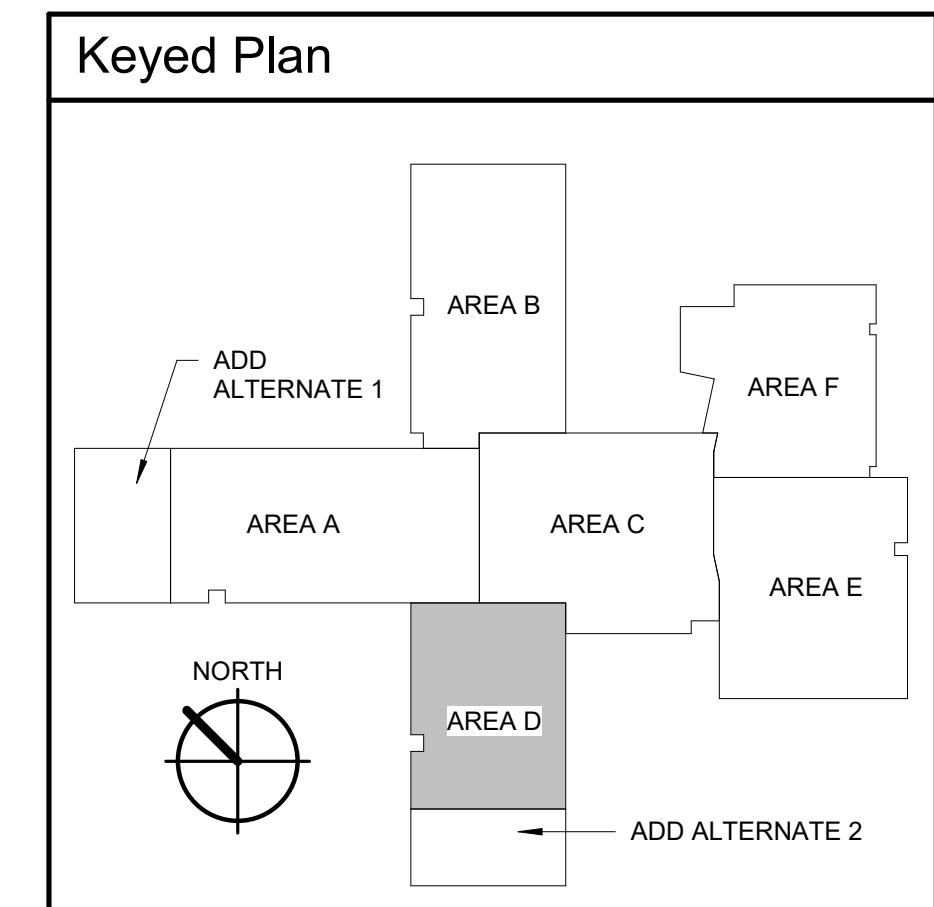 Keyed Plan
AREA B
ADD
ALTERNATE 1
AREA F
AREA A
AREA C
AREA E
NORTH
AREA D
ADD ALTERNATE 2